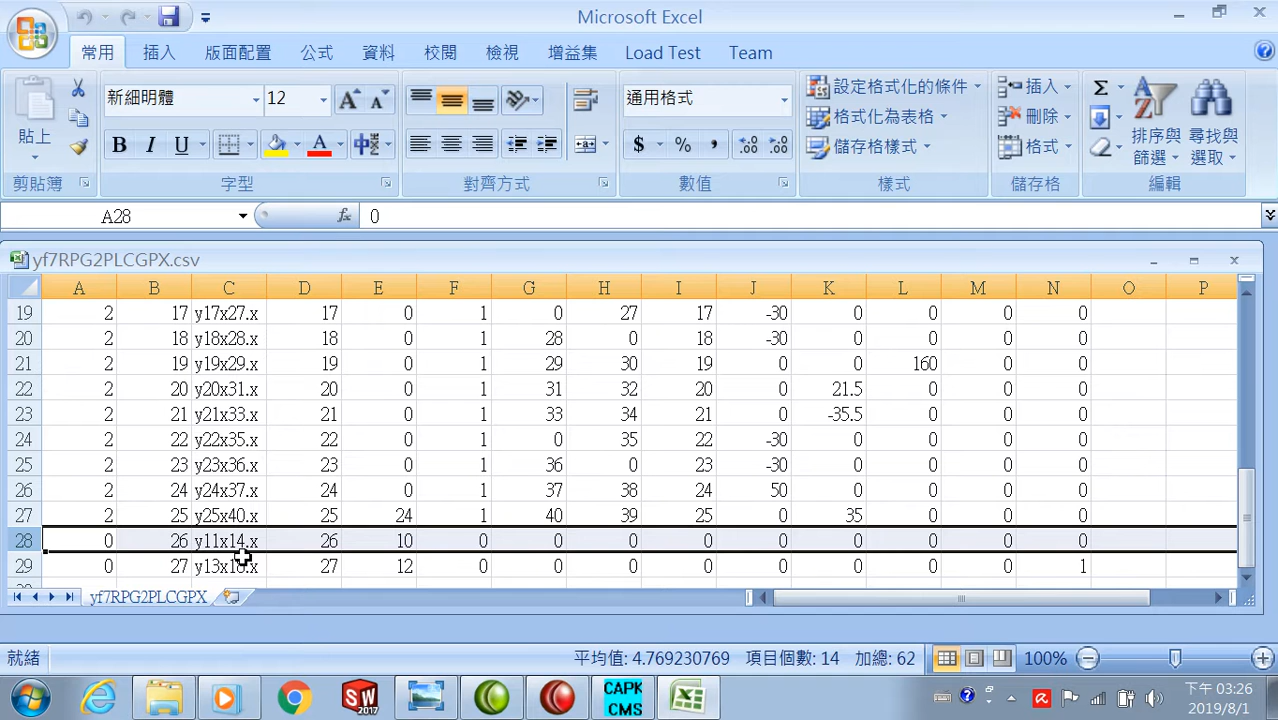 Microsoft Excel
常用 插入 版面配置 公式 資料 校閱 檢視 增益集 Load Test Team
貼上
新細明體 12
B I U A A A
通用格式
$ % ,
設定格式化的條件
格式化為表格
儲存格樣式
插入
刪除
格式
Σ
排序與篩選
尋找與選取
剪貼簿 字型 對齊方式 數值 樣式 儲存格 編輯
A28 fx 0
yf7RPG2PLCGPX.csv
A B C D E F G H I J K L M N O P
19 2 17 y17x27.x 17 0 1 0 27 17 -30 0 0 0 0
20 2 18 y18x28.x 18 0 1 28 0 18 -30 0 0 0 0
21 2 19 y19x29.x 19 0 1 29 30 19 0 0 160 0 0
22 2 20 y20x31.x 20 0 1 31 32 20 0 21.5 0 0 0
23 2 21 y21x33.x 21 0 1 33 34 21 0 -35.5 0 0 0
24 2 22 y22x35.x 22 0 1 0 35 22 -30 0 0 0 0
25 2 23 y23x36.x 23 0 1 36 0 23 -30 0 0 0 0
26 2 24 y24x37.x 24 0 1 37 38 24 50 0 0 0 0
27 2 25 y25x40.x 25 24 1 40 39 25 0 35 0 0 0
28 0 26 y11x14.x 26 10 0 0 0 0 0 0 0 0 0
29 0 27 27 12 0 0 0 0 0 0 0 0 1
yf7RPG2PLCGPX
就緒 平均值: 4.769230769 項目個數: 14 加總: 62 100%
SW 2017
CAPK CMS
下午 03:26
2019/8/1